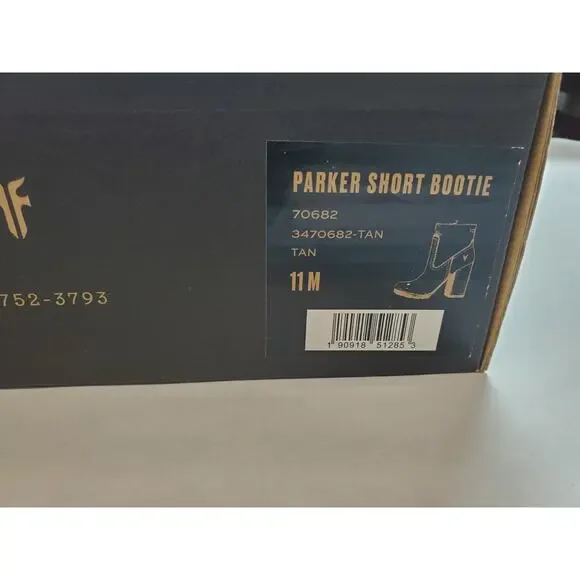 PARKER SHORT BOOTIE
70682
3470682-TAN
TAN
11 M
1 90918 51285 3
752-3793